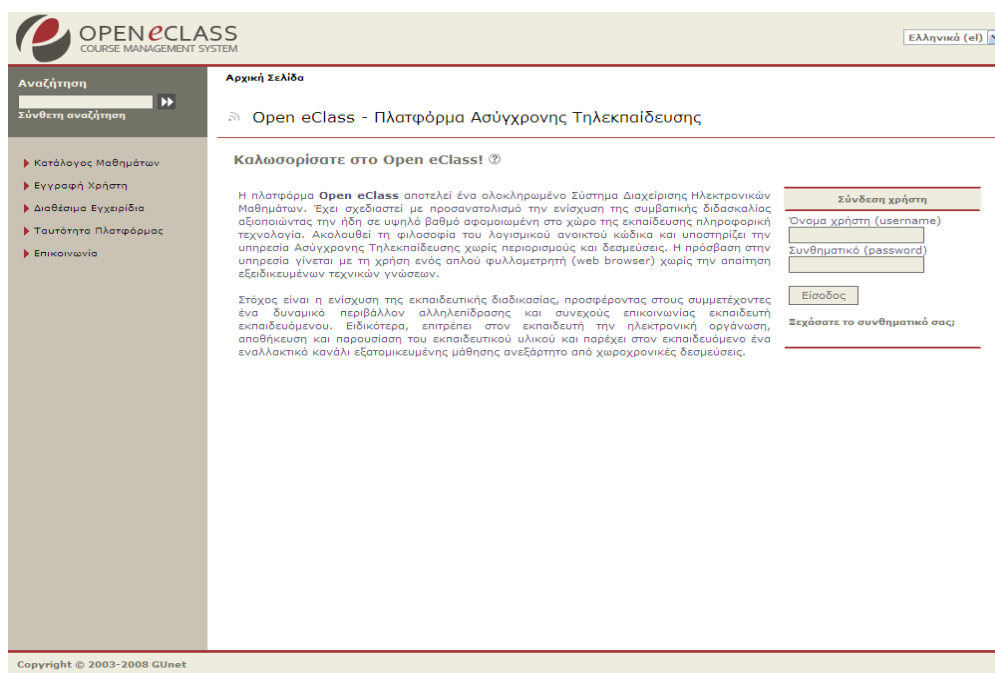 OPEN eCLASS
COURSE MANAGEMENT SYSTEM
Ελληνικά (el)
Αναζήτηση
Σύνθετη αναζήτηση
Κατάλογος Μαθημάτων
Εγγραφή Χρήστη
Διαθέσιμα Εγχειρίδια
Ταυτότητα Πλατφόρμας
Επικοινωνία
Αρχική Σελίδα
Open eClass - Πλατφόρμα Ασύγχρονης Τηλεκπαίδευσης
Καλωσορίσατε στο Open eClass!
Η πλατφόρμα Open eClass αποτελεί ένα ολοκληρωμένο Σύστημα Διαχείρισης Ηλεκτρονικών
Μαθημάτων. Έχει σχεδιαστεί με προσανατολισμό την ενίσχυση της συμβατικής διδασκαλίας
αξιοποιώντας την ήδη σε υψηλό βαθμό αφομοιωμένη στο χώρο της εκπαίδευσης πληροφορική
τεχνολογία. Ακολουθεί τη φιλοσοφία του λογισμικού ανοικτού κώδικα και υποστηρίζει την
υπηρεσία Ασύγχρονης Τηλεκπαίδευσης χωρίς περιορισμούς και δεσμεύσεις. Η πρόσβαση στην
υπηρεσία γίνεται με τη χρήση ενός απλού φυλλομετρητή (web browser) χωρίς την απαίτηση
εξειδικευμένων τεχνικών γνώσεων.
Στόχος είναι η ενίσχυση της εκπαιδευτικής διαδικασίας, προσφέροντας στους συμμετέχοντες
ένα δυναμικό περιβάλλον αλληλεπίδρασης και συνεχούς επικοινωνίας εκπαιδευτή
εκπαιδευόμενου. Ειδικότερα, επιτρέπει στον εκπαιδευτή την ηλεκτρονική οργάνωση,
αποθήκευση και παρουσίαση του εκπαιδευτικού υλικού και παρέχει στον εκπαιδευόμενο ένα
εναλλακτικό κανάλι εξατομικευμένης μάθησης ανεξάρτητο από χωροχρονικές δεσμεύσεις.
Σύνδεση χρήστη
Όνομα χρήστη (username)
Συνθηματικό (password)
Είσοδος
Ξεχάσατε το συνθηματικό σας;
Copyright © 2003-2008 GUnet